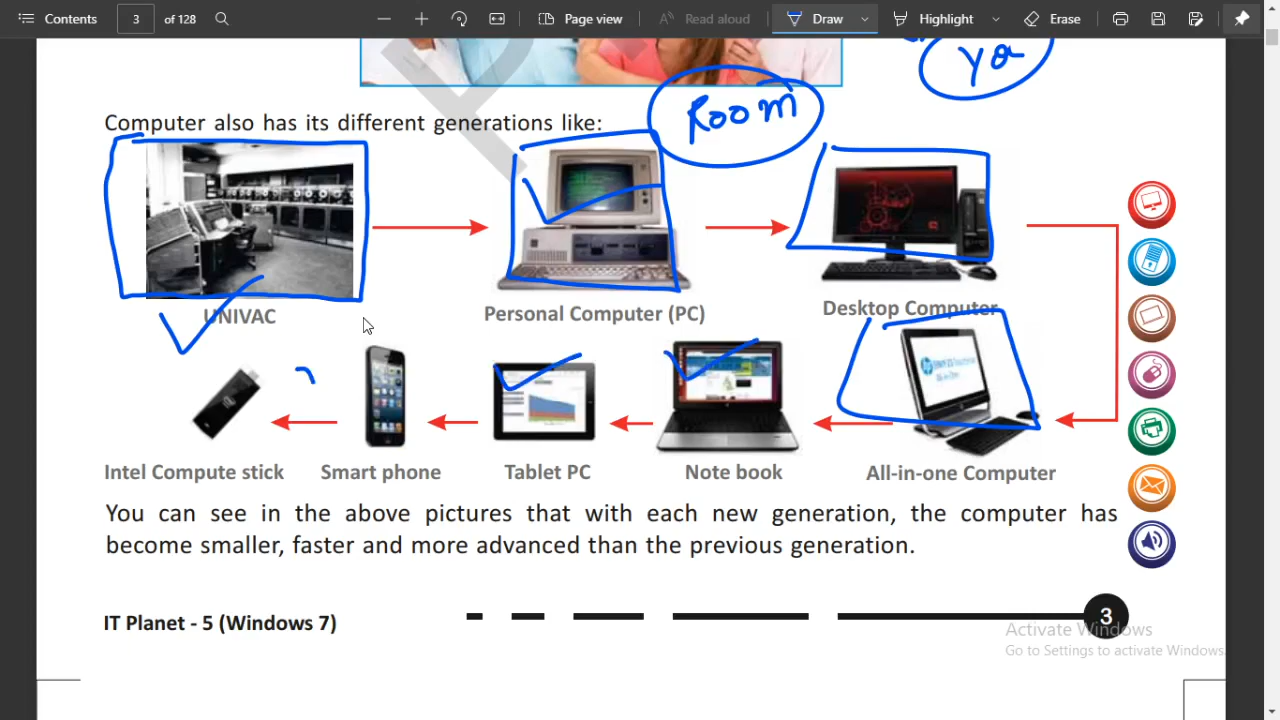 Contents
3
of 128
Page view
Read aloud
Draw
Highlight
Erase
Room
Computer also has its different generations like:
UNIVAC
Personal Computer (PC)
Desktop Computer
Intel Compute stick
Smart phone
Tablet PC
Note book
All-in-one Computer
You can see in the above pictures that with each new generation, the computer has
become smaller, faster and more advanced than the previous generation.
IT Planet - 5 (Windows 7)
3
Activate Windows
Go to Settings to activate Windows.